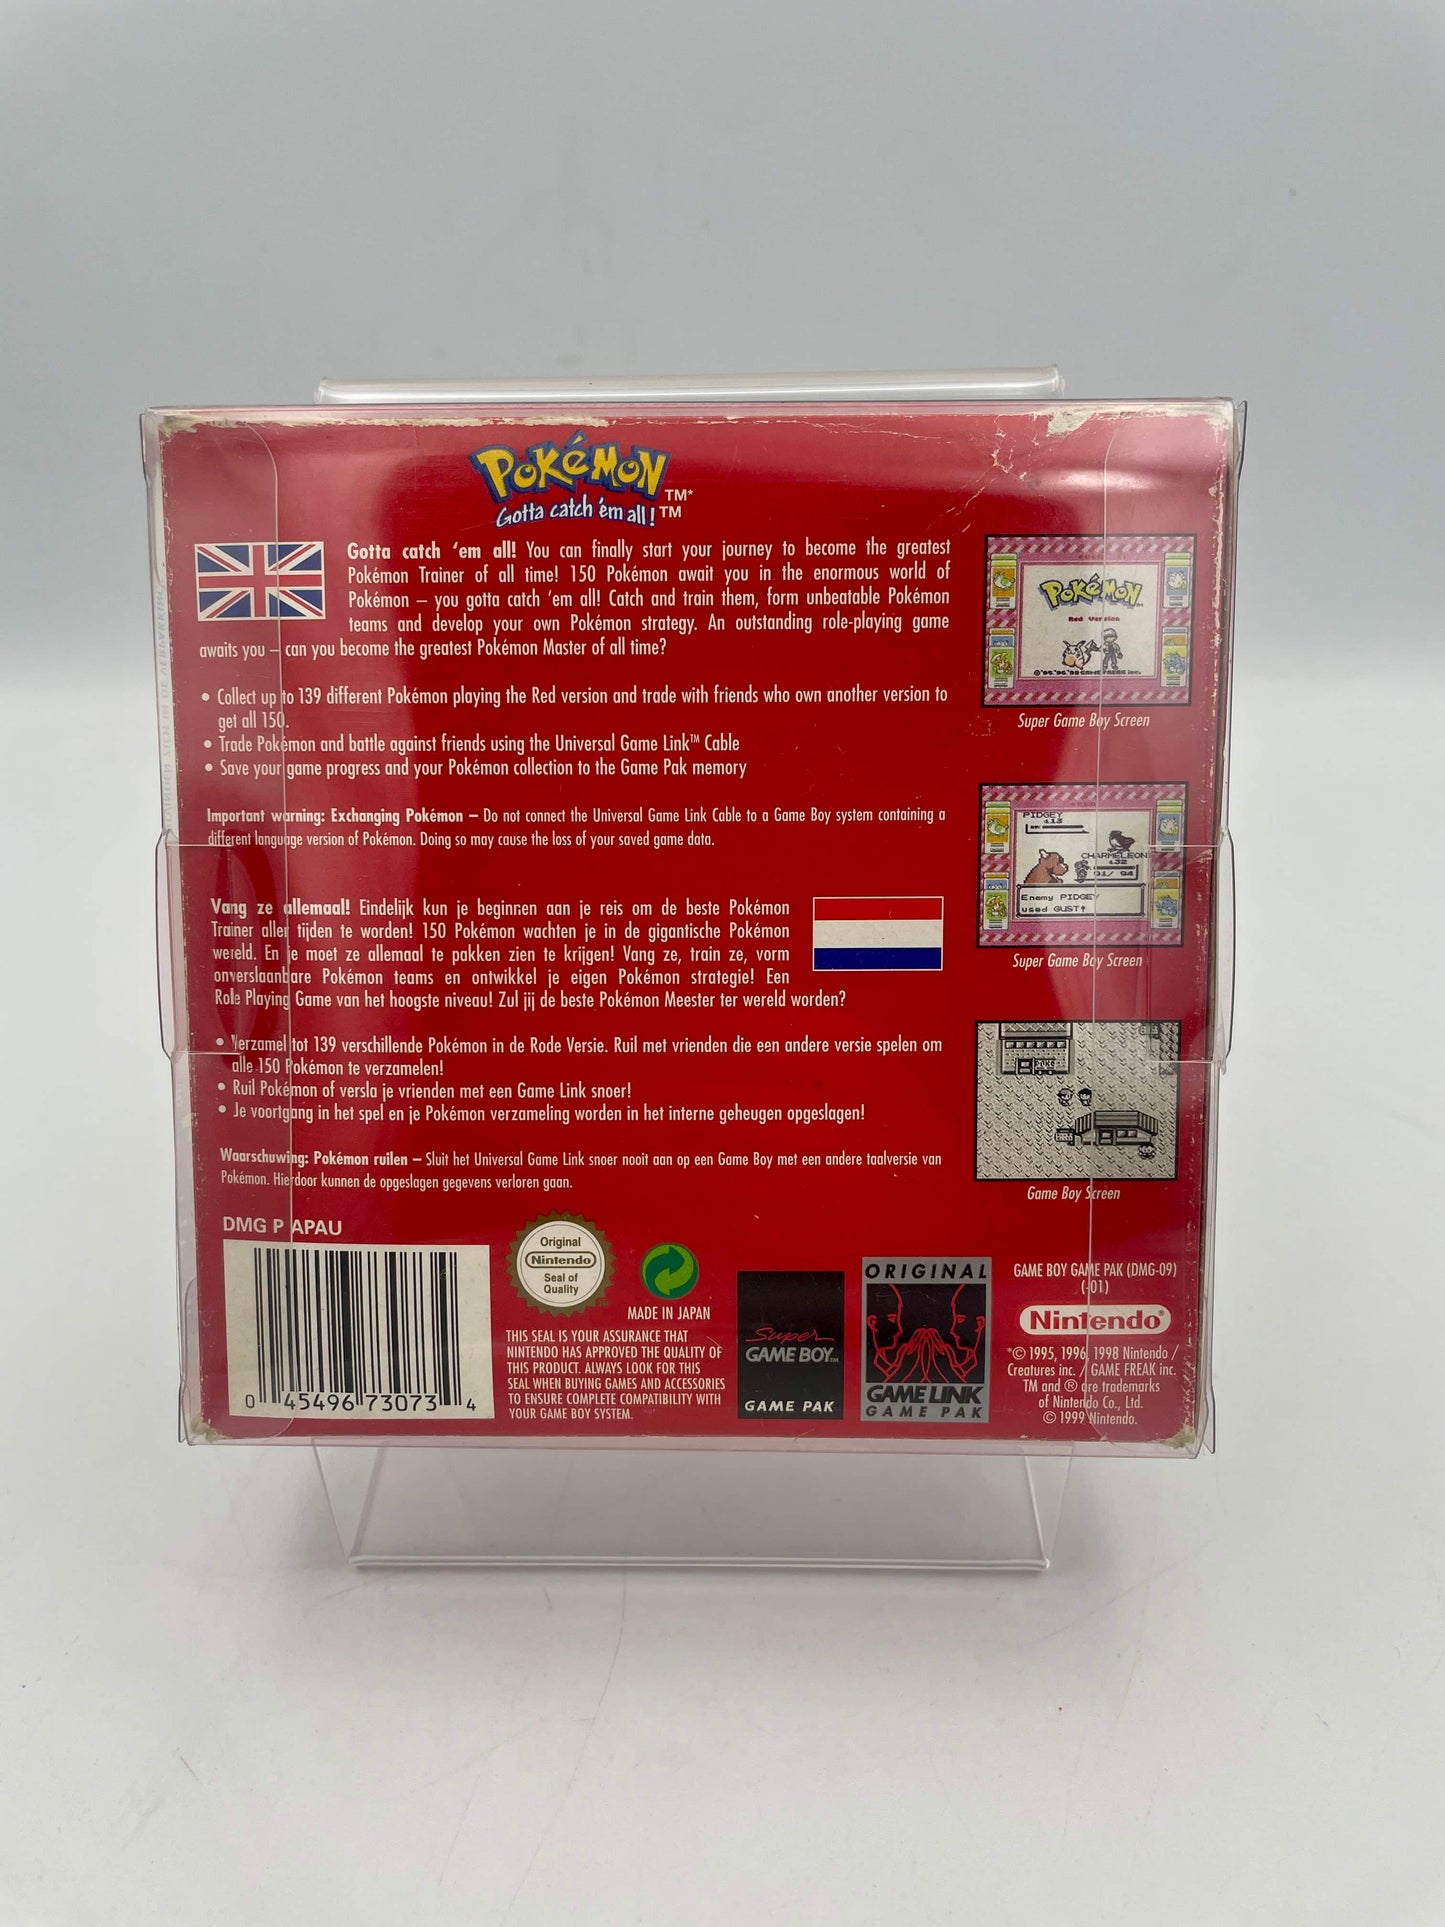 POKéMON TM*
Gotta catch 'em all! TM
Gotta catch 'em all! You can finally start your journey to become the greatest
Pokémon Trainer of all time! 150 Pokémon await you in the enormous world of
Pokémon – you gotta catch 'em all! Catch and train them, form unbeatable Pokémon
teams and develop your own Pokémon strategy. An outstanding role-playing game
awaits you – can you become the greatest Pokémon Master of all time?
• Collect up to 139 different Pokémon playing the Red version and trade with friends who own another version to
get all 150.
• Trade Pokémon and battle against friends using the Universal Game Link™ Cable
• Save your game progress and your Pokémon collection to the Game Pak memory
Important warning: Exchanging Pokémon – Do not connect the Universal Game Link Cable to a Game Boy system containing a
different language version of Pokémon. Doing so may cause the loss of your saved game data.
Vang ze allemaal! Eindelijk kun je beginnen aan je reis om de beste Pokémon
Trainer aller tijden te worden! 150 Pokémon wachten je in de gigantische Pokémon
wereld. En je moet ze allemaal te pakken zien te krijgen! Vang ze, train ze, vorm
onverslaanbare Pokémon teams en ontwikkel je eigen Pokémon strategie! Een
Role Playing Game van het hoogste niveau! Zul jij de beste Pokémon Meester ter wereld worden?
• Verzamel tot 139 verschillende Pokémon in de Rode Versie. Ruil met vrienden die een andere versie spelen om
alle 150 Pokémon te verzamelen!
• Ruil Pokémon of versla je vrienden met een Game Link snoer!
• Je voortgang in het spel en je Pokémon verzameling worden in het interne geheugen opgeslagen!
Waarschuwing: Pokémon ruilen – Sluit het Universal Game Link snoer nooit aan op een Game Boy met een andere taalversie van
Pokémon. Hierdoor kunnen de opgeslagen gegevens verloren gaan.
POKéMON
Red Version
©'95.'96.'98 GAME FREAK inc.
Super Game Boy Screen
PIDGEY
:L13
CHARMELEON
:L32
91/ 94
Enemy PIDGEY
used GUST!
Super Game Boy Screen
POKé
Game Boy Screen
DMG P APAU
0 45496 73073 4
Original
Nintendo
Seal of
Quality
MADE IN JAPAN
THIS SEAL IS YOUR ASSURANCE THAT
NINTENDO HAS APPROVED THE QUALITY OF
THIS PRODUCT. ALWAYS LOOK FOR THIS
SEAL WHEN BUYING GAMES AND ACCESSORIES
TO ENSURE COMPLETE COMPATIBILITY WITH
YOUR GAME BOY SYSTEM.
Super
GAME BOY™
GAME PAK
ORIGINAL
GAME LINK
GAME PAK
GAME BOY GAME PAK (DMG-09)
(-01)
Nintendo®
*© 1995, 1996, 1998 Nintendo /
Creatures inc. / GAME FREAK inc.
TM and ® are trademarks
of Nintendo Co., Ltd.
© 1999 Nintendo.